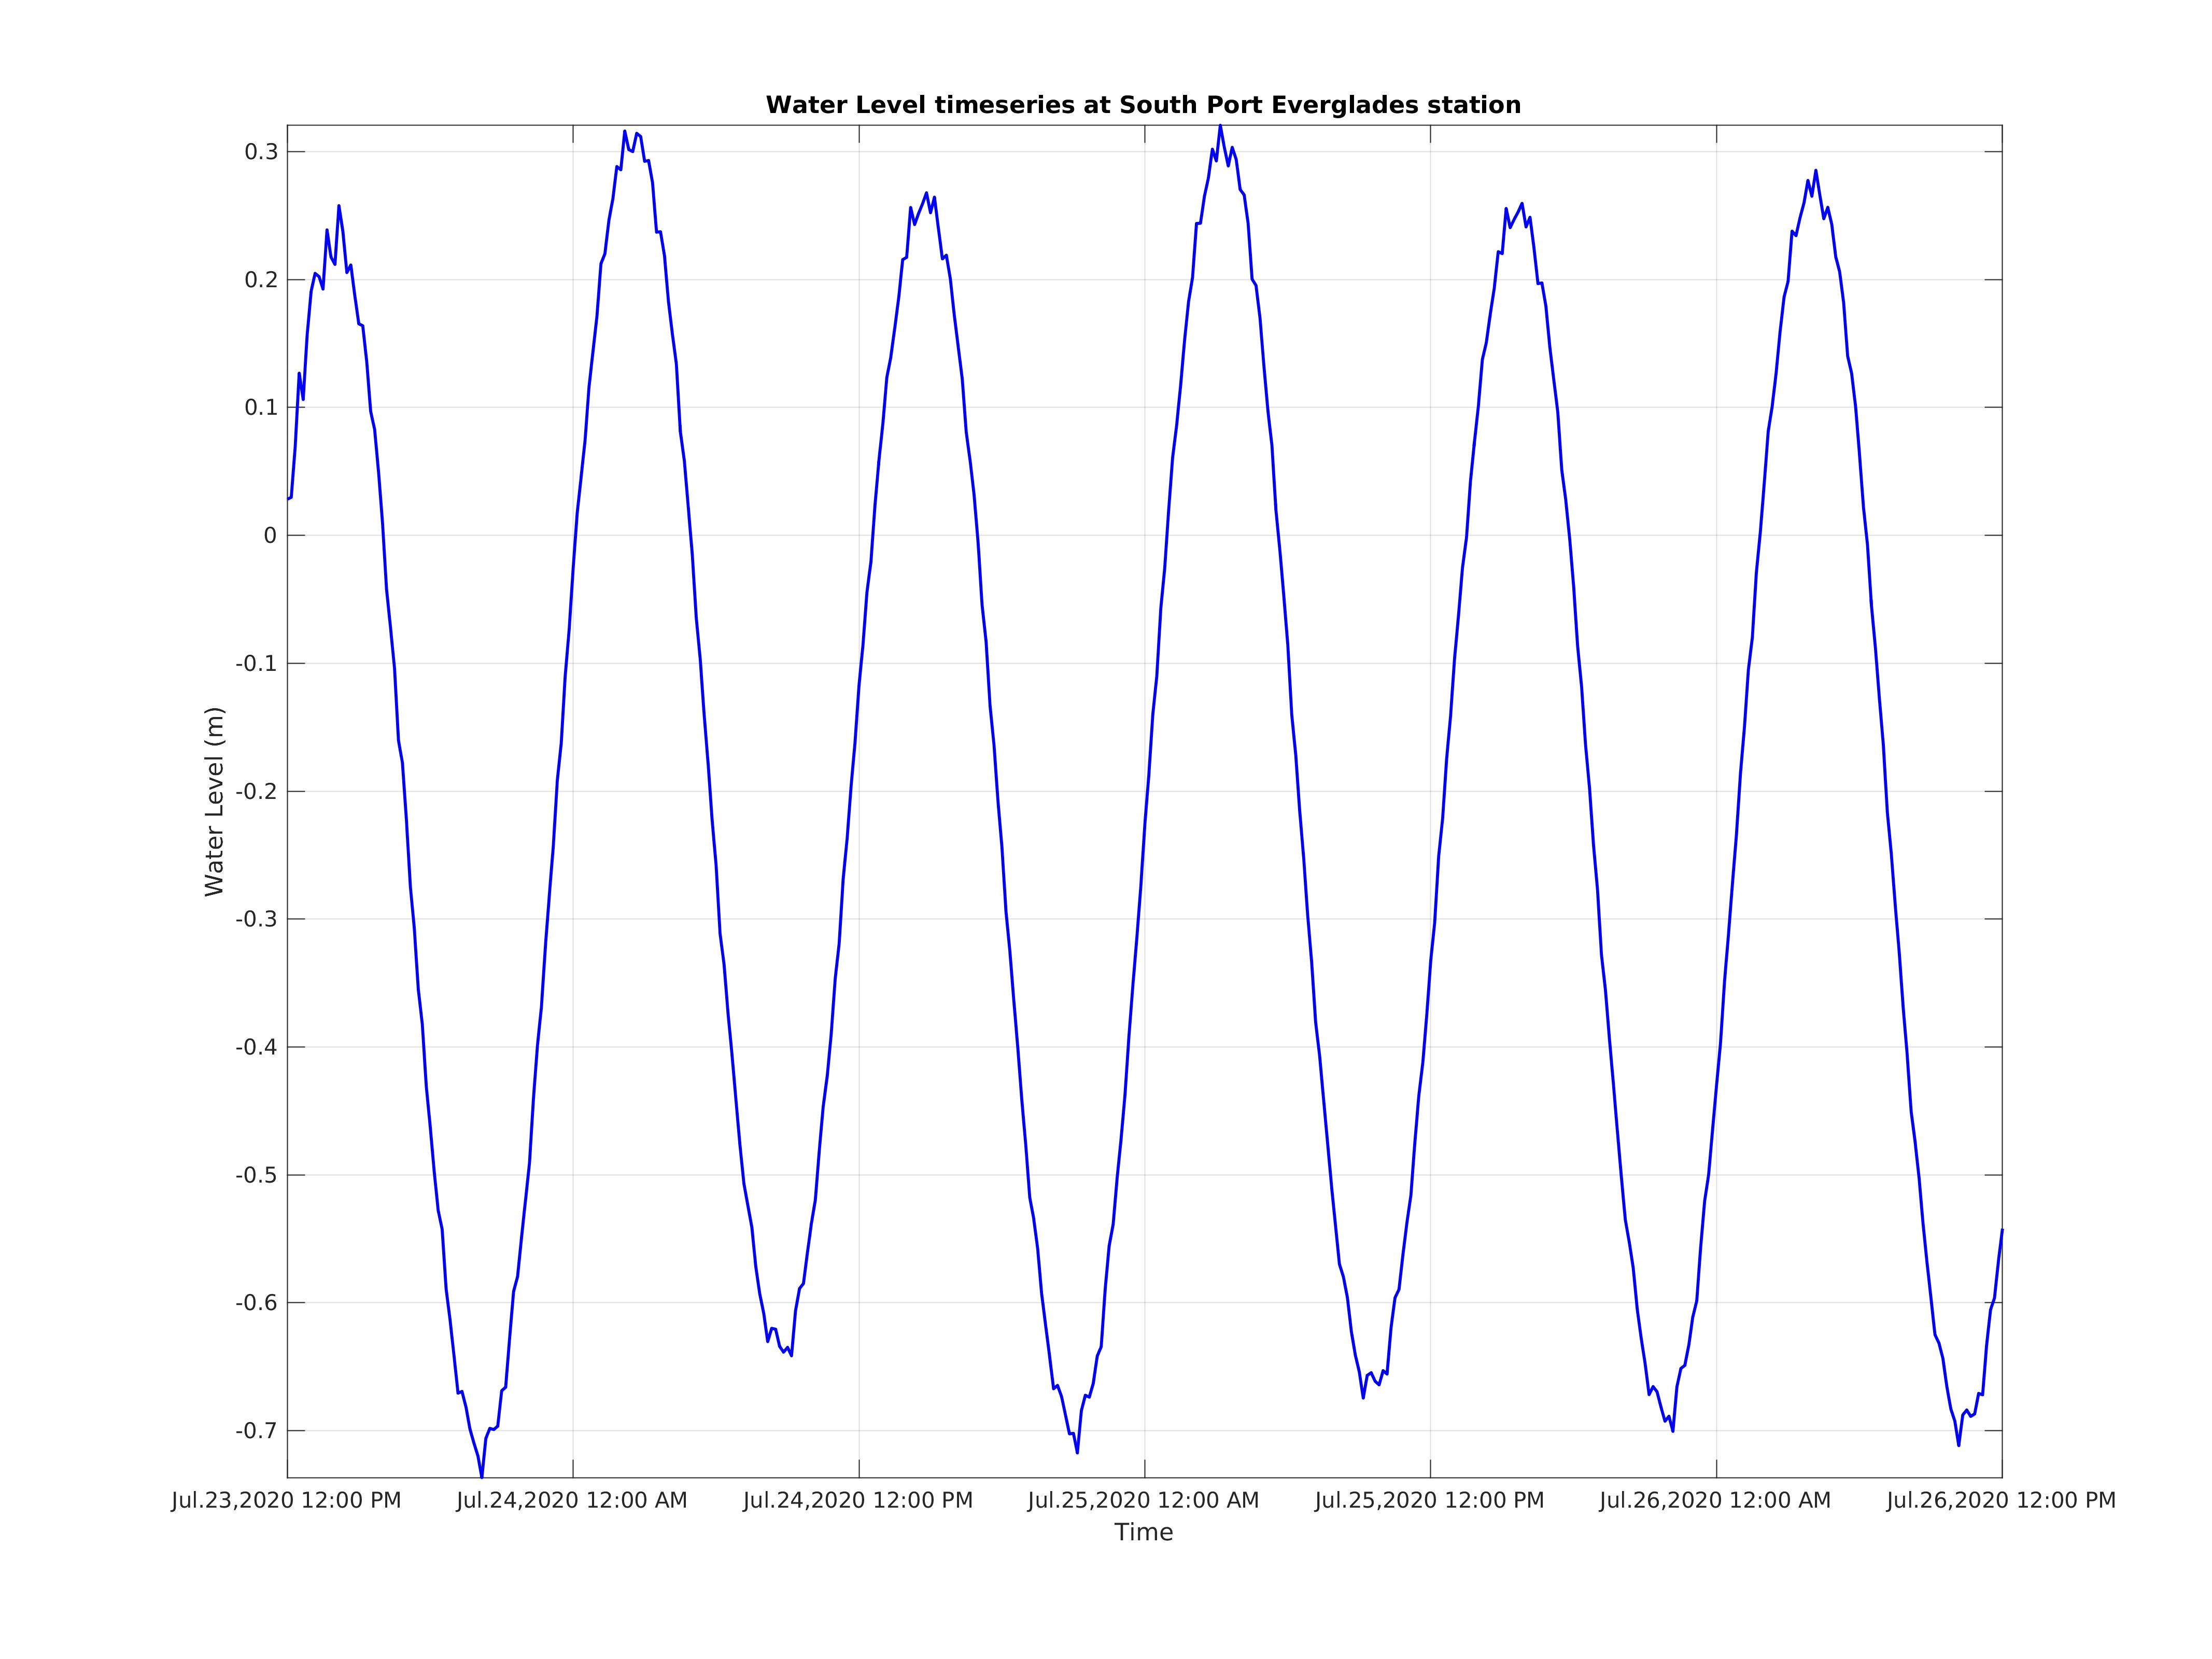 Water Level timeseries at South Port Everglades station
0.3
0.2
0.1
0
-0.1
-0.2
-0.3
-0.4
-0.5
-0.6
-0.7
Water Level (m)
Jul.23,2020 12:00 PM
Jul.24,2020 12:00 AM
Jul.24,2020 12:00 PM
Jul.25,2020 12:00 AM
Jul.25,2020 12:00 PM
Jul.26,2020 12:00 AM
Jul.26,2020 12:00 PM
Time